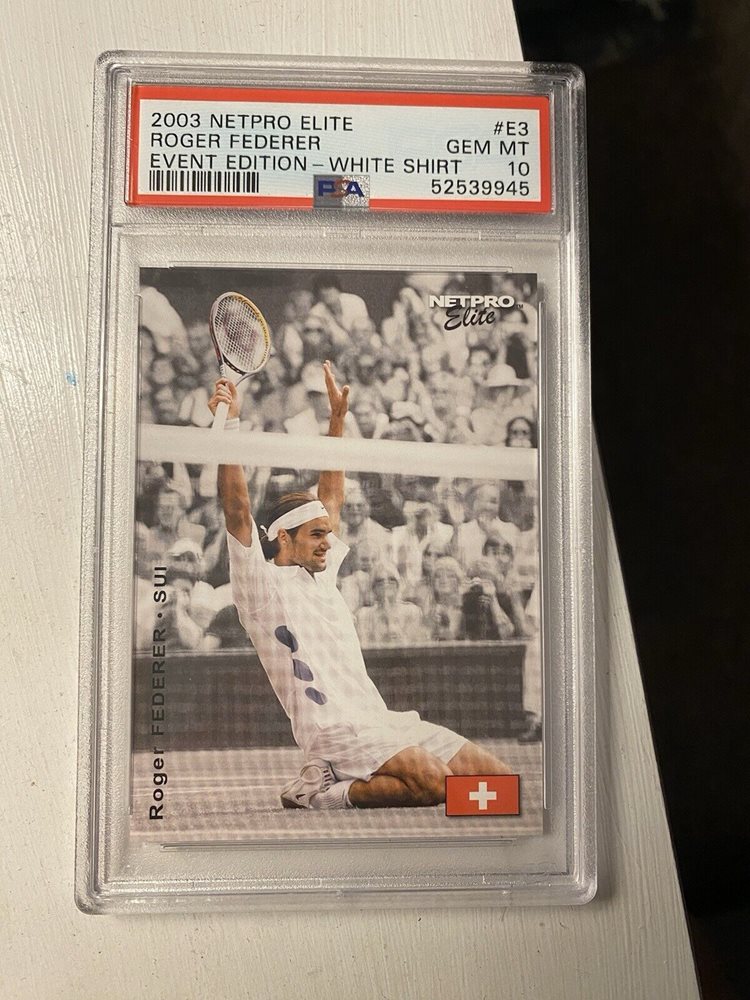 2003 NETPRO ELITE #E3
ROGER FEDERER GEM MT
EVENT EDITION – WHITE SHIRT 10
PSA 52539945
NETPRO™
Elite
Roger FEDERER • SUI